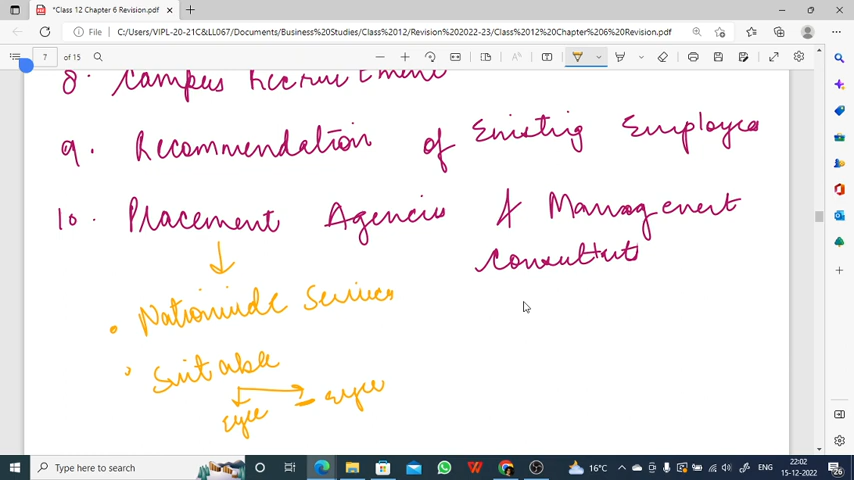 *Class 12 Chapter 6 Revision.pdf
File
C:/Users/VIPL-20-21C&LL067/Documents/Business%20Studies/Class%2012/Revision%202022-23/Class%2012%20Chapter%206%20Revision.pdf
7 of 15
8. Campus Recruitment
9. Recommendation of Existing Employees
10. Placement Agencies & Management
Consultants
• Nationwide Services
• Suitable
Type here to search
16°C
ENG
22:02
15-12-2022
26